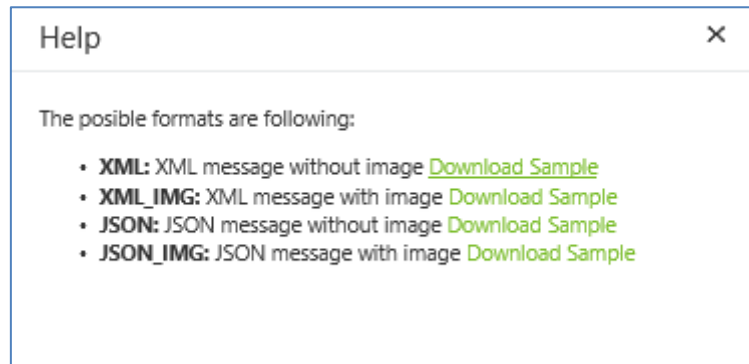 Help
The posible formats are following:
• XML: XML message without image Download Sample
• XML_IMG: XML message with image Download Sample
• JSON: JSON message without image Download Sample
• JSON_IMG: JSON message with image Download Sample